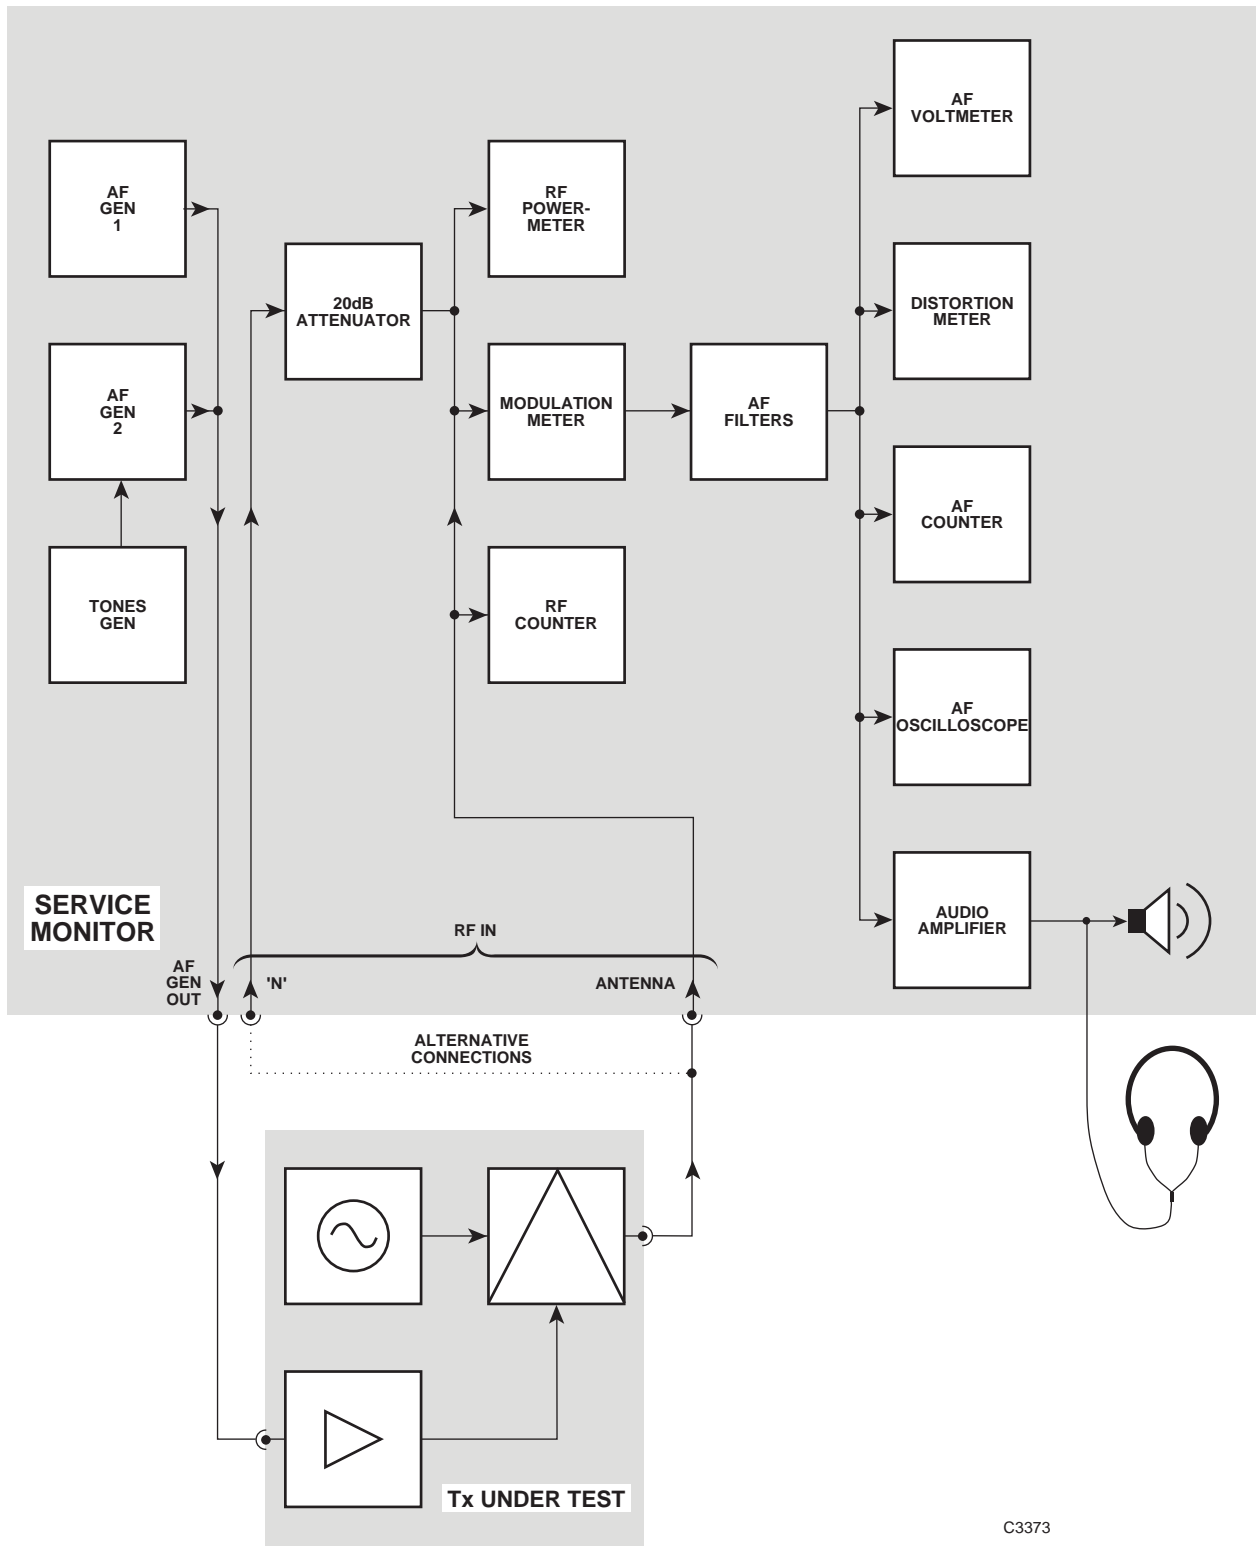 AF
VOLTMETER
AF
GEN
1
RF
POWER-
METER
20dB
ATTENUATOR
DISTORTION
METER
AF
GEN
2
MODULATION
METER
AF
FILTERS
AF
COUNTER
TONES
GEN
RF
COUNTER
AF
OSCILLOSCOPE
SERVICE
MONITOR
AUDIO
AMPLIFIER
RF IN
AF
GEN
OUT
'N'
ANTENNA
ALTERNATIVE
CONNECTIONS
Tx UNDER TEST
C3373